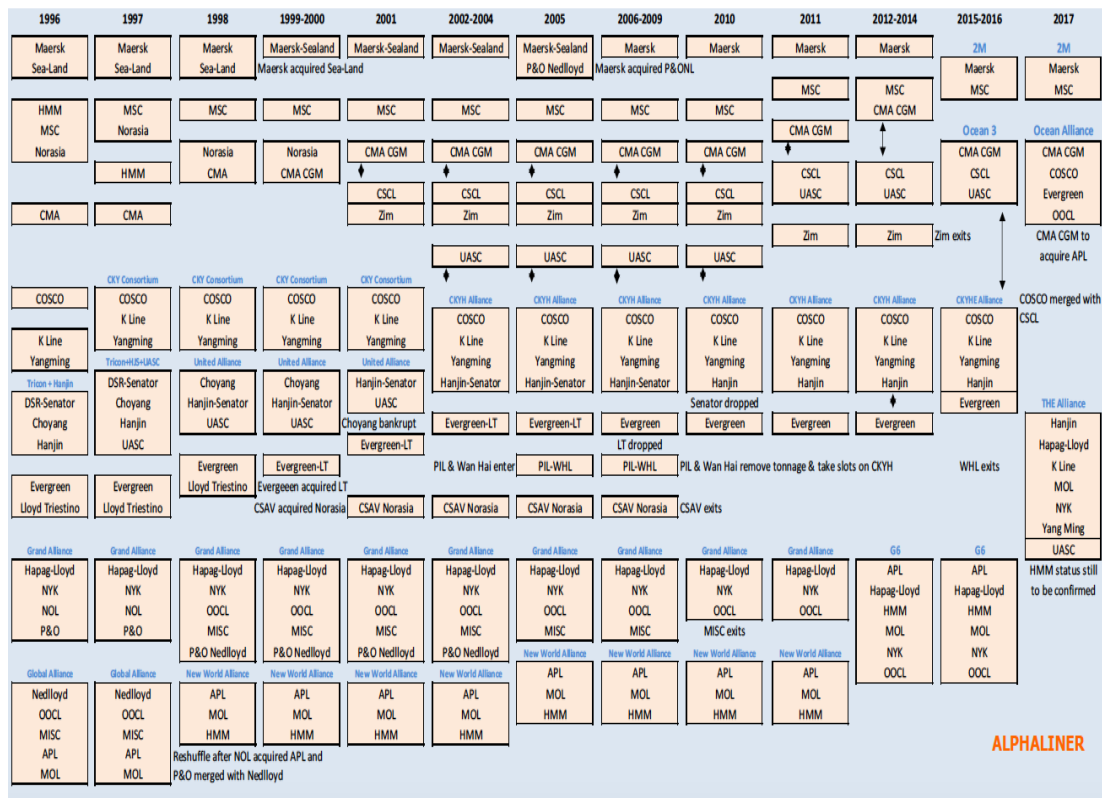 1996 1997 1998 1999-2000 2001 2002-2004 2005 2006-2009 2010 2011 2012-2014 2015-2016 2017
Maersk Maersk Maersk Maersk-Sealand Maersk-Sealand Maersk-Sealand Maersk-Sealand Maersk Maersk Maersk Maersk 2M 2M
Sea-Land Sea-Land Sea-Land Maersk acquired Sea-Land P&O Nedlloyd Maersk acquired P&ONL Maersk Maersk
MSC MSC MSC MSC
HMM MSC MSC MSC MSC MSC MSC MSC MSC CMA CGM
MSC Norasia CMA CGM Ocean 3 Ocean Alliance
Norasia Norasia Norasia CMA CGM CMA CGM CMA CGM CMA CGM CMA CGM CMA CGM CMA CGM
HMM CMA CMA CGM CSCL CSCL CSCL COSCO
CSCL CSCL CSCL CSCL CSCL UASC UASC UASC Evergreen
CMA CMA Zim Zim Zim Zim Zim OOCL
Zim Zim Zim exits CMA CGM to
UASC UASC UASC UASC acquire APL
CKY Consortium CKY Consortium CKY Consortium CKY Consortium
COSCO COSCO COSCO COSCO COSCO CKYH Alliance CKYH Alliance CKYH Alliance CKYH Alliance CKYH Alliance CKYH Alliance CKYHE Alliance COSCO merged with
K Line K Line K Line K Line COSCO COSCO COSCO COSCO COSCO COSCO COSCO CSCL
K Line Yangming Yangming Yangming Yangming K Line K Line K Line K Line K Line K Line K Line
Yangming Tricon+HJS+UASC United Alliance United Alliance United Alliance Yangming Yangming Yangming Yangming Yangming Yangming Yangming
Tricon + Hanjin DSR-Senator Choyang Choyang Hanjin-Senator Hanjin-Senator Hanjin-Senator Hanjin-Senator Hanjin Hanjin Hanjin Hanjin
DSR-Senator Choyang Hanjin-Senator Hanjin-Senator UASC Senator dropped Evergreen THE Alliance
Choyang Hanjin UASC UASC Choyang bankrupt Evergreen-LT Evergreen-LT Evergreen Evergreen Evergreen Evergreen Hanjin
Hanjin UASC Evergreen-LT LT dropped Hapag-Lloyd
Evergreen Evergreen-LT PIL & Wan Hai enter PIL-WHL PIL-WHL PIL & Wan Hai remove tonnage & take slots on CKYH WHL exits K Line
Evergreen Evergreen Lloyd Triestino Evergeeen acquired LT MOL
Lloyd Triestino Lloyd Triestino CSAV acquired Norasia CSAV Norasia CSAV Norasia CSAV Norasia CSAV Norasia CSAV exits NYK
Yang Ming
Grand Alliance Grand Alliance Grand Alliance Grand Alliance Grand Alliance Grand Alliance Grand Alliance Grand Alliance Grand Alliance Grand Alliance G6 G6 UASC
Hapag-Lloyd Hapag-Lloyd Hapag-Lloyd Hapag-Lloyd Hapag-Lloyd Hapag-Lloyd Hapag-Lloyd Hapag-Lloyd Hapag-Lloyd Hapag-Lloyd APL APL HMM status still
NYK NYK NYK NYK NYK NYK NYK NYK NYK NYK Hapag-Lloyd Hapag-Lloyd to be confirmed
NOL NOL OOCL OOCL OOCL OOCL OOCL OOCL OOCL OOCL HMM HMM
P&O P&O MISC MISC MISC MISC MISC MISC MISC exits MOL MOL
P&O Nedlloyd P&O Nedlloyd P&O Nedlloyd P&O Nedlloyd New World Alliance New World Alliance New World Alliance New World Alliance NYK NYK
Global Alliance Global Alliance New World Alliance New World Alliance New World Alliance New World Alliance APL APL APL APL OOCL OOCL
Nedlloyd Nedlloyd APL APL APL APL MOL MOL MOL MOL
OOCL OOCL MOL MOL MOL MOL HMM HMM HMM HMM
MISC MISC HMM HMM HMM HMM
APL APL Reshuffle after NOL acquired APL and
MOL MOL P&O merged with Nedlloyd
ALPHALINER